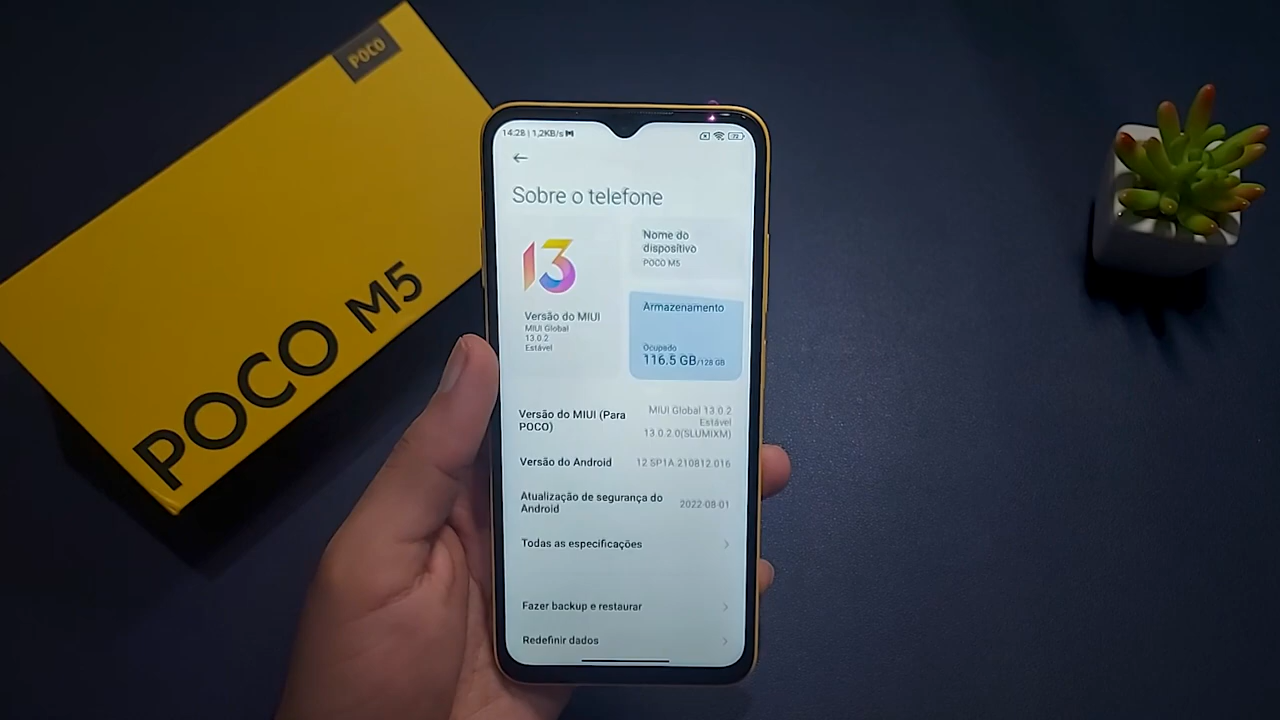 POCO
POCO M5
14:28 | 1,2KB/s
72
Sobre o telefone
13
Versão do MIUI
MIUI Global
13.0.2
Estável
Nome do
dispositivo
POCO M5
Armazenamento
Ocupado
116.5 GB/128 GB
Versão do MIUI (Para
POCO)
MIUI Global 13.0.2
Estável
13.0.2.0(SLUMIXM)
Versão do Android
12 SP1A.210812.016
Atualização de segurança do
Android
2022-08-01
Todas as especificações
Fazer backup e restaurar
Redefinir dados